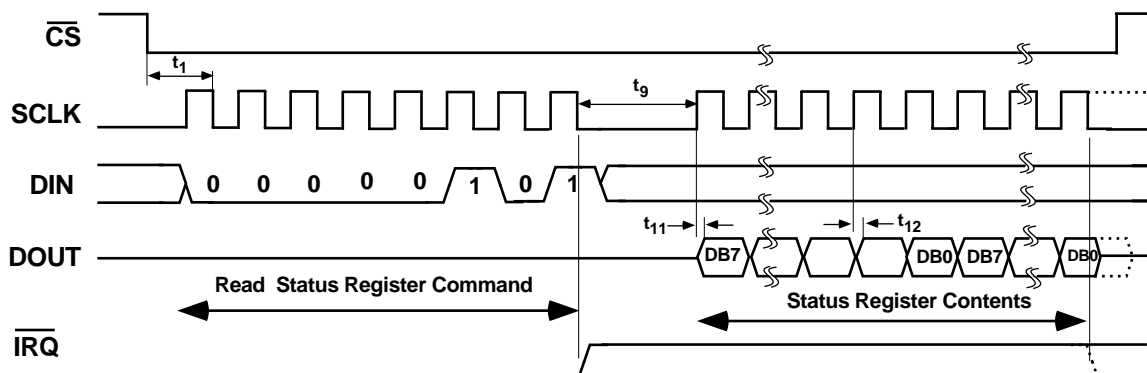 CS
t1
SCLK
t9
DIN
0 0 0 0 0 1 0 1
t11
t12
DOUT
DB7 DB0 DB7 DB0
Read Status Register Command
Status Register Contents
IRQ